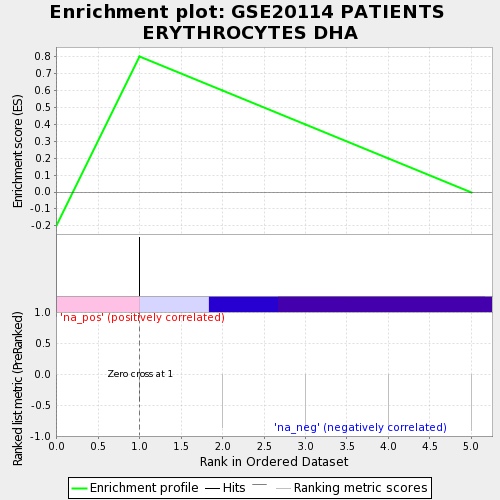 Enrichment plot: GSE20114 PATIENTS
ERYTHROCYTES DHA
Enrichment score (ES)
0.8
0.7
0.6
0.5
0.4
0.3
0.2
0.1
0.0
-0.1
-0.2
Ranked list metric (PreRanked)
1.0
0.5
0.0
-0.5
-1.0
'na_pos' (positively correlated)
Zero cross at 1
'na_neg' (negatively correlated)
0.0 0.5 1.0 1.5 2.0 2.5 3.0 3.5 4.0 4.5 5.0
Rank in Ordered Dataset
Enrichment profile Hits Ranking metric scores